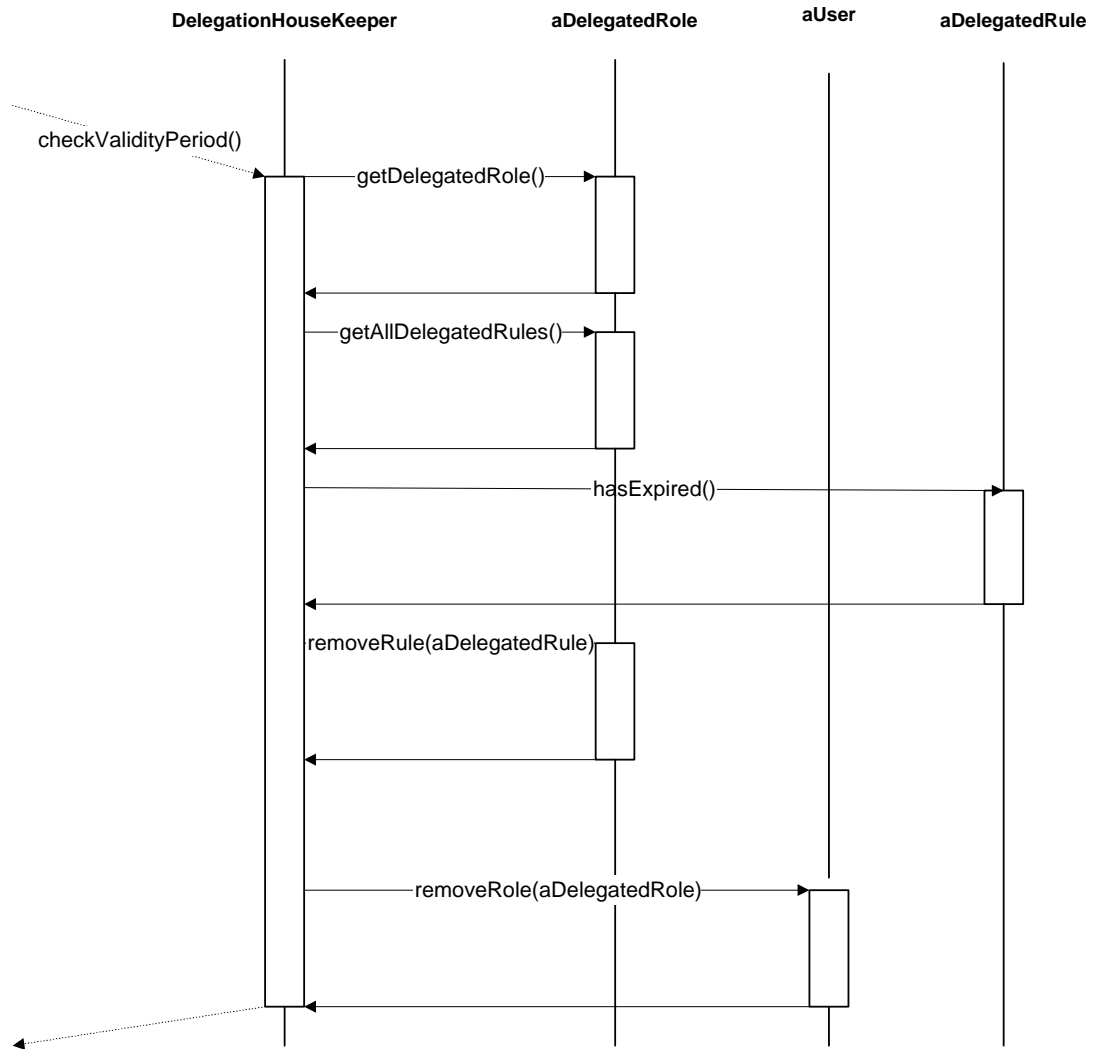 DelegationHouseKeeper
aDelegatedRole
aUser
aDelegatedRule
checkValidityPeriod()
getDelegatedRole()
getAllDelegatedRules()
hasExpired()
removeRule(aDelegatedRule)
removeRole(aDelegatedRole)